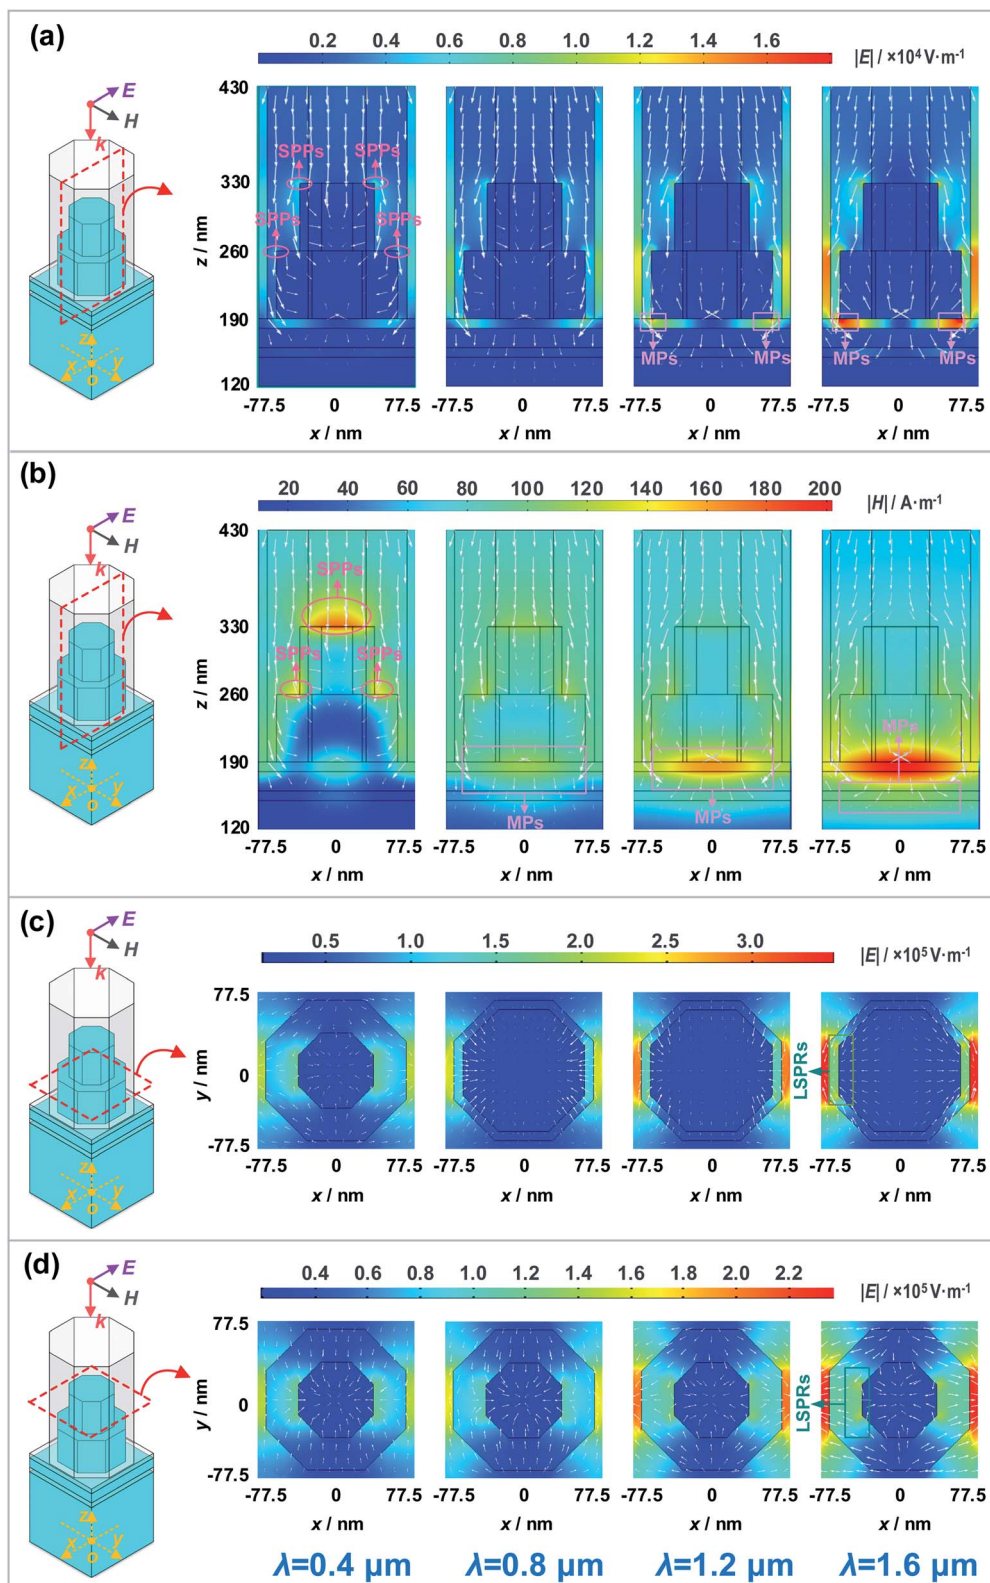 (a)
0.2 0.4 0.6 0.8 1.0 1.2 1.4 1.6 |E| / ×10⁴ V·m⁻¹
E
H
k
z
x o y
z / nm
430
330
260
190
120
SPPs SPPs
SPPs SPPs
MPs MPs MPs MPs
-77.5 0 77.5 -77.5 0 77.5 -77.5 0 77.5 -77.5 0 77.5
x / nm x / nm x / nm x / nm
(b)
20 40 60 80 100 120 140 160 180 200 |H| / A·m⁻¹
E
H
k
z
x o y
z / nm
430
330
260
190
120
SPPs
SPPs SPPs
MPs MPs MPs
-77.5 0 77.5 -77.5 0 77.5 -77.5 0 77.5 -77.5 0 77.5
x / nm x / nm x / nm x / nm
(c)
0.5 1.0 1.5 2.0 2.5 3.0 |E| / ×10⁵ V·m⁻¹
E
H
k
z
x o y
y / nm
77.5
0
-77.5
LSPRs
-77.5 0 77.5 -77.5 0 77.5 -77.5 0 77.5 -77.5 0 77.5
x / nm x / nm x / nm x / nm
(d)
0.4 0.6 0.8 1.0 1.2 1.4 1.6 1.8 2.0 2.2 |E| / ×10⁵ V·m⁻¹
E
H
k
z
x o y
y / nm
77.5
0
-77.5
LSPRs
-77.5 0 77.5 -77.5 0 77.5 -77.5 0 77.5 -77.5 0 77.5
x / nm x / nm x / nm x / nm
λ=0.4 μm λ=0.8 μm λ=1.2 μm λ=1.6 μm